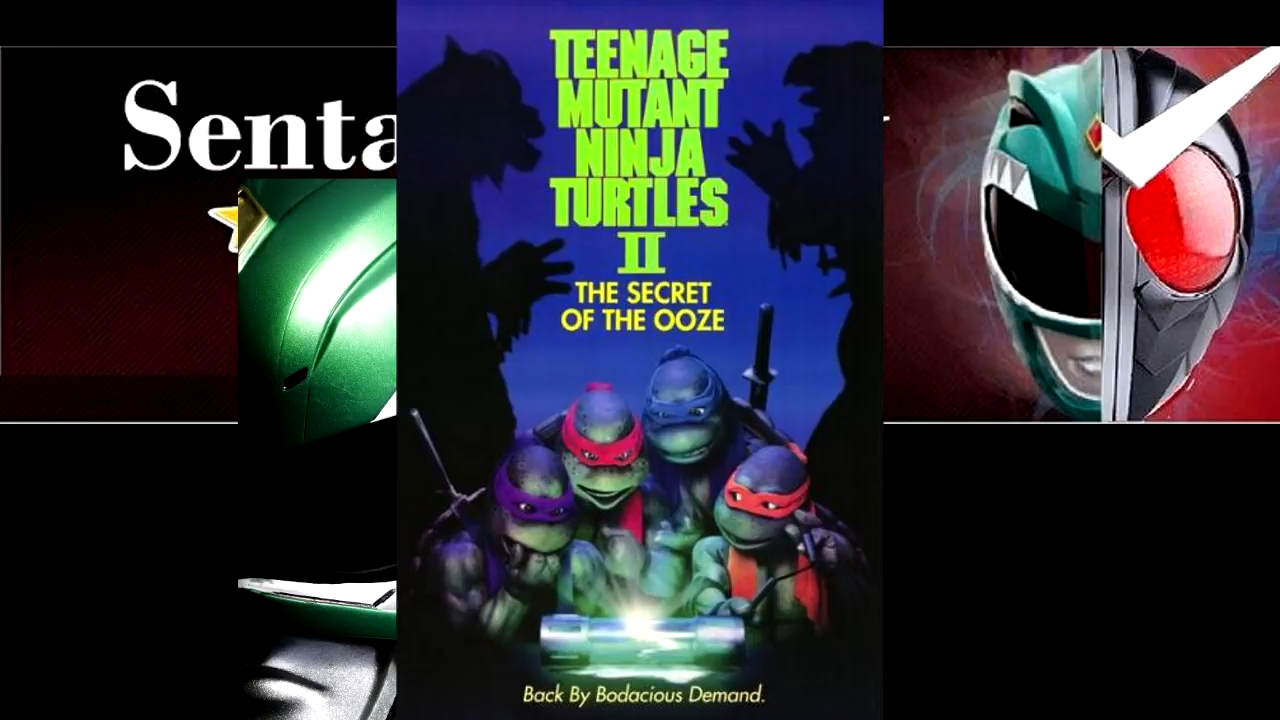 Senta
TEENAGE
MUTANT
NINJA
TURTLES
II
THE SECRET
OF THE OOZE
Back By Bodacious Demand.